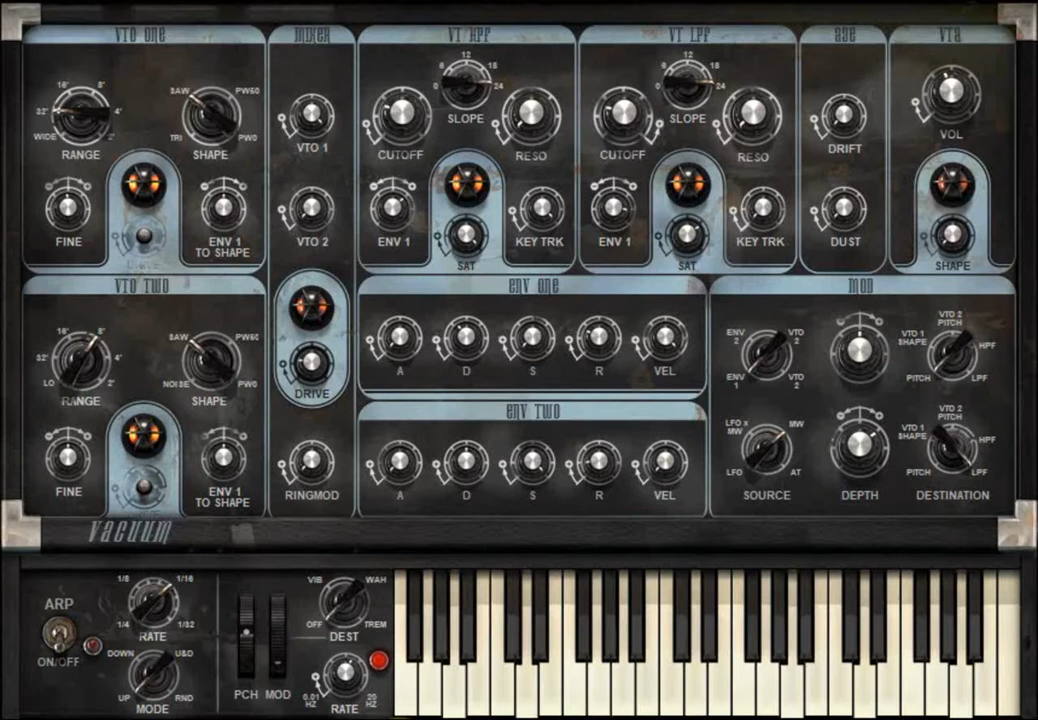 VTO ONE
MIXER
VT HPF
VT LPF
AGE
VTA
32' 16' 8' 4' 2' WIDE
RANGE
SAW PW50 TRI PW0
SHAPE
FINE
ENV 1
TO SHAPE
VTO 1
VTO 2
0 6 12 18 24
SLOPE
CUTOFF
RESO
ENV 1
KEY TRK
SAT
0 6 12 18 24
SLOPE
CUTOFF
RESO
ENV 1
KEY TRK
SAT
DRIFT
DUST
VOL
SHAPE
VTO TWO
32' 16' 8' 4' 2' LO
RANGE
SAW NOISE PW0
SHAPE
FINE
ENV 1
TO SHAPE
DRIVE
RINGMOD
ENV ONE
A D S R VEL
ENV TWO
A D S R VEL
MOD
ENV 2
VTO 2
ENV 1
VTO 2
VTO 2 PITCH
VTO 1 SHAPE
HPF
PITCH
LPF
LFO x MW
MW
LFO
AT
VTO 2 PITCH
VTO 1 SHAPE
HPF
PITCH
LPF
SOURCE DEPTH DESTINATION
VACUUM
ARP
ON/OFF
1/8 1/16
1/4 1/32
RATE
DOWN U&D
UP RND
MODE
PCH MOD
VIB WAH
OFF TREM
DEST
0.01 HZ
20 HZ
RATE